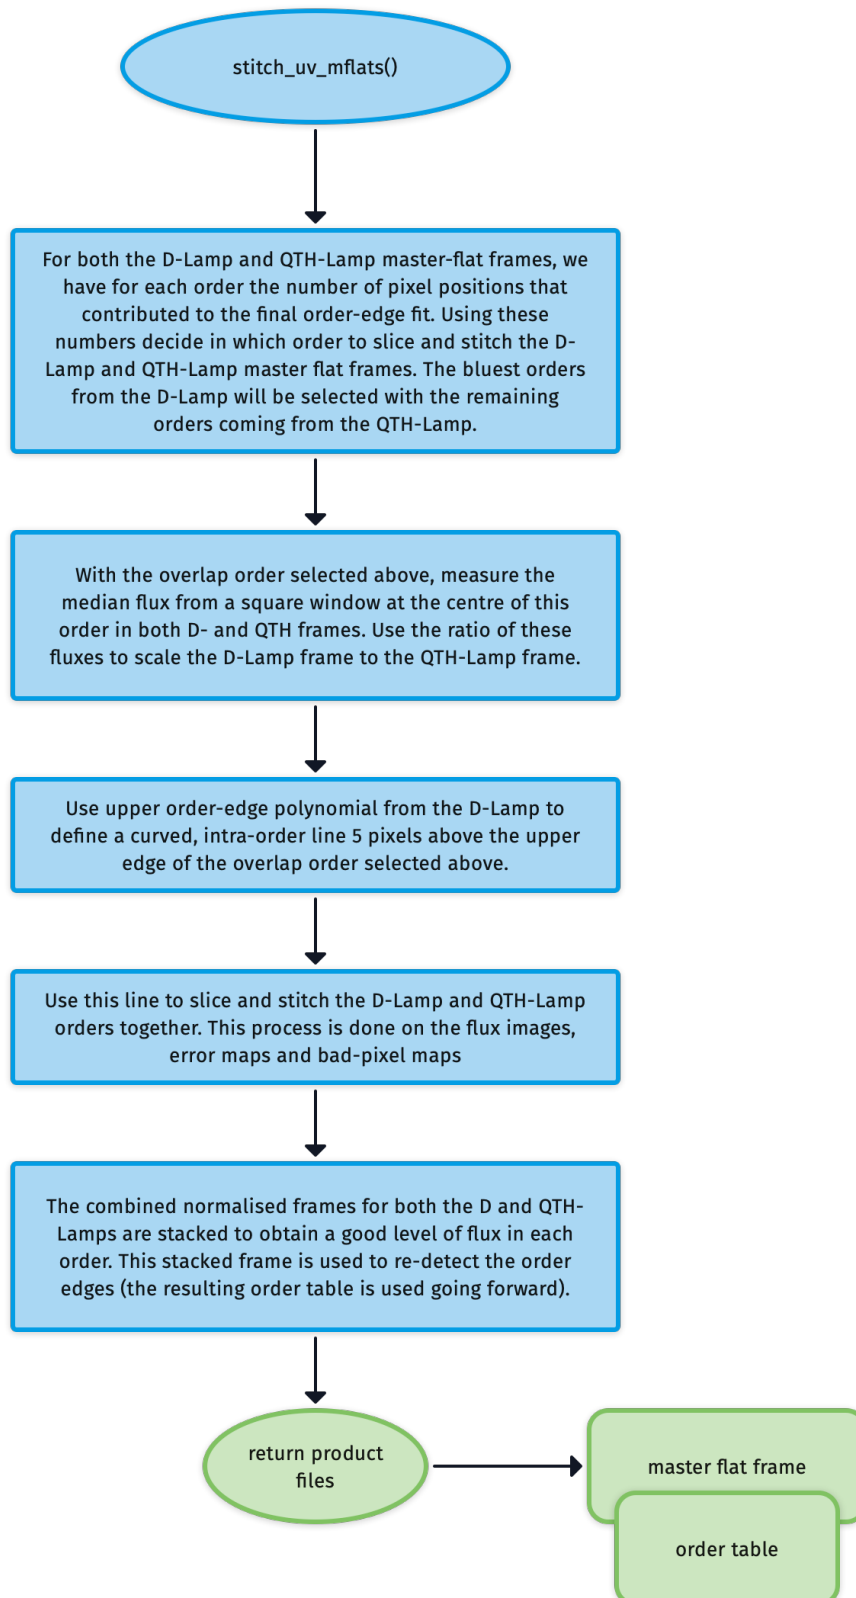 stitch_uv_mflats()
For both the D-Lamp and QTH-Lamp master-flat frames, we
have for each order the number of pixel positions that
contributed to the final order-edge fit. Using these
numbers decide in which order to slice and stitch the D-
Lamp and QTH-Lamp master flat frames. The bluest orders
from the D-Lamp will be selected with the remaining
orders coming from the QTH-Lamp.
With the overlap order selected above, measure the
median flux from a square window at the centre of this
order in both D- and QTH frames. Use the ratio of these
fluxes to scale the D-Lamp frame to the QTH-Lamp frame.
Use upper order-edge polynomial from the D-Lamp to
define a curved, intra-order line 5 pixels above the upper
edge of the overlap order selected above.
Use this line to slice and stitch the D-Lamp and QTH-Lamp
orders together. This process is done on the flux images,
error maps and bad-pixel maps
The combined normalised frames for both the D and QTH-
Lamps are stacked to obtain a good level of flux in each
order. This stacked frame is used to re-detect the order
edges (the resulting order table is used going forward).
return product
files
master flat frame
order table